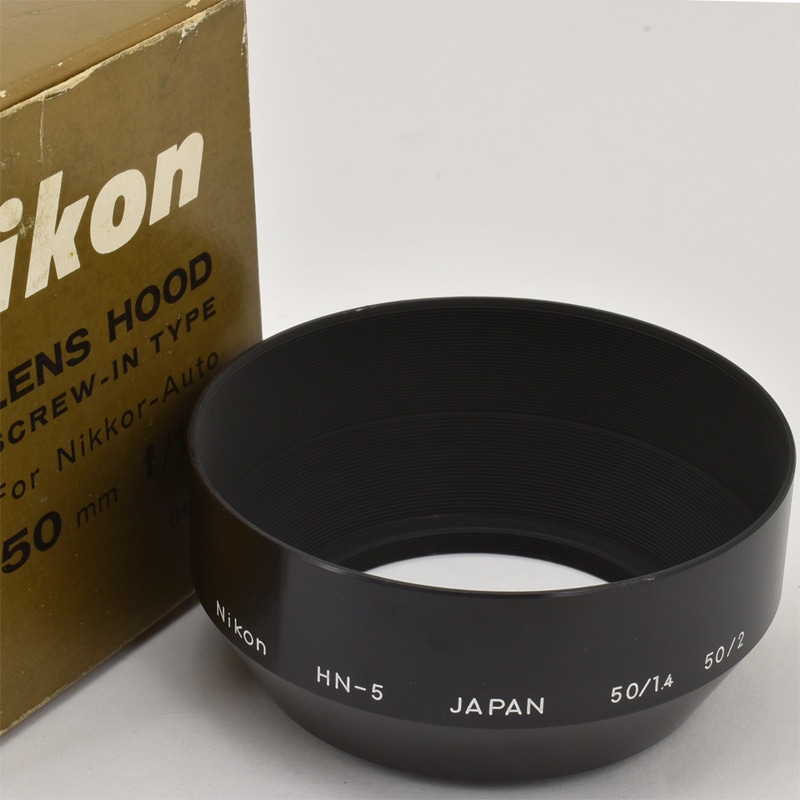 ikon
LENS HOOD
SCREW-IN TYPE
For Nikkor-Auto
50 mm f/
Nikon HN-5 JAPAN 50/1.4 50/2